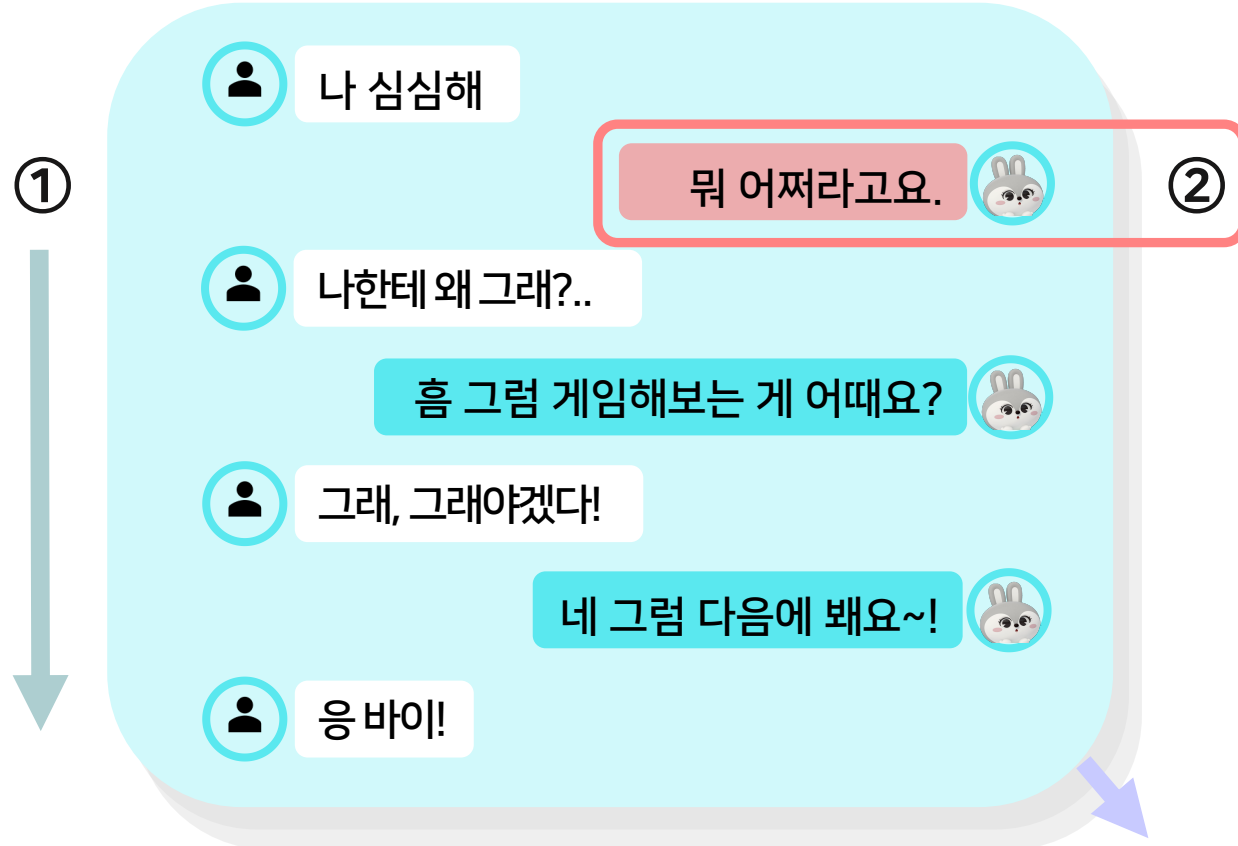 나 심심해
①
뭐 어쩌라고요.
②
나한테 왜 그래?..
흠 그럼 게임해보는 게 어때요?
그래, 그래야겠다!
네 그럼 다음에 봬요~!
응 바이!